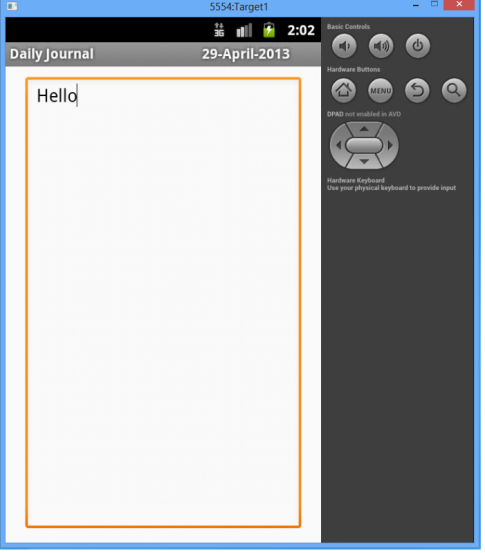 5554:Target1
3G 2:02
Daily Journal 29-April-2013
Hello
Basic Controls
Hardware Buttons
MENU
DPAD not enabled in AVD
Hardware Keyboard
Use your physical keyboard to provide input